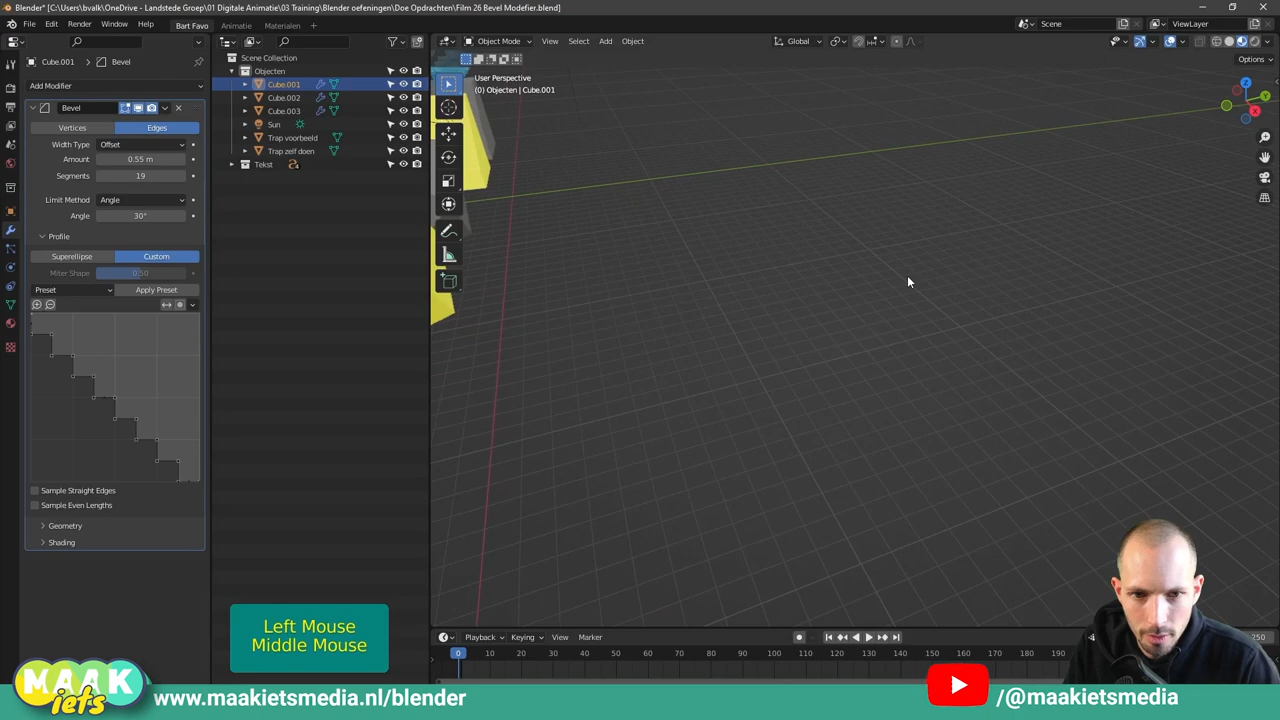 Blender* [C:\Users\bvalk\OneDrive - Landstede Groep\01 Digitale Animatie\03 Training\Blender oefeningen\Doe Opdrachten\Film 26 Bevel Modefier.blend]
File Edit Render Window Help Bart Favo Animatie Materialen + Scene ViewLayer
Object Mode View Select Add Object Global Options
Cube.001 > Bevel
Add Modifier
Bevel
Vertices Edges
Width Type Offset
Amount 0.55 m
Segments 19
Limit Method Angle
Angle 30°
Profile
Superellipse Custom
Miter Shape 0.50
Preset Apply Preset
Sample Straight Edges
Sample Even Lengths
Geometry
Shading
Scene Collection
Objecten
Cube.001
Cube.002
Cube.003
Sun
Trap voorbeeld
Trap zelf doen
Tekst 4
User Perspective
(0) Objecten | Cube.001
Z
Y
X
Left Mouse
Middle Mouse
Playback Keying View Marker 250
0 10 20 30 40 50 60 70 80 90 100 110 120 130 140 150 160 170 180 190
MAAK
iets
www.maakietsmedia.nl/blender
/@maakietsmedia